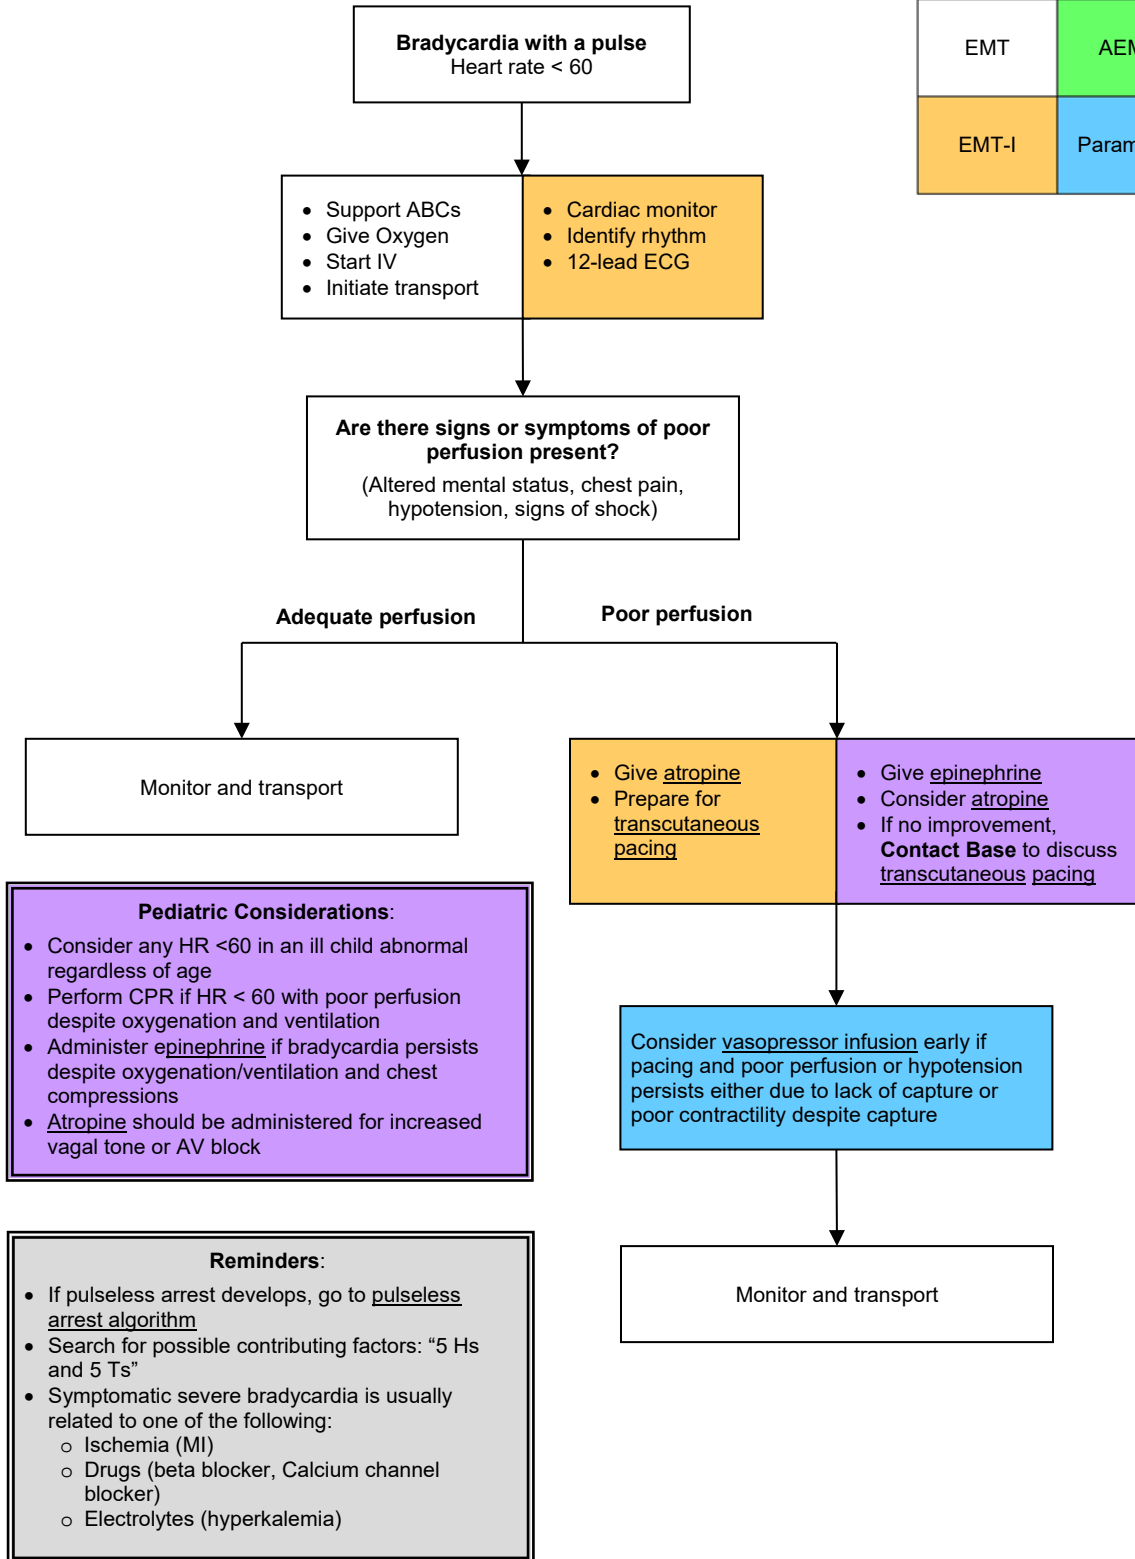 Bradycardia with a pulse
Heart rate < 60
EMT
EMT-I
• Support ABCs
• Give Oxygen
• Start IV
• Initiate transport
• Cardiac monitor
• Identify rhythm
• 12-lead ECG
Are there signs or symptoms of poor
perfusion present?
(Altered mental status, chest pain,
hypotension, signs of shock)
Adequate perfusion
Poor perfusion
Monitor and transport
• Give atropine
• Prepare for
transcutaneous
pacing
• Give epinephrine
• Consider atropine
• If no improvement,
Contact Base to discuss
transcutaneous pacing
Pediatric Considerations:
• Consider any HR <60 in an ill child abnormal
regardless of age
• Perform CPR if HR < 60 with poor perfusion
despite oxygenation and ventilation
• Administer epinephrine if bradycardia persists
despite oxygenation/ventilation and chest
compressions
• Atropine should be administered for increased
vagal tone or AV block
Consider vasopressor infusion early if
pacing and poor perfusion or hypotension
persists either due to lack of capture or
poor contractility despite capture
Monitor and transport
Reminders:
• If pulseless arrest develops, go to pulseless
arrest algorithm
• Search for possible contributing factors: “5 Hs
and 5 Ts”
• Symptomatic severe bradycardia is usually
related to one of the following:
o Ischemia (MI)
o Drugs (beta blocker, Calcium channel
blocker)
o Electrolytes (hyperkalemia)